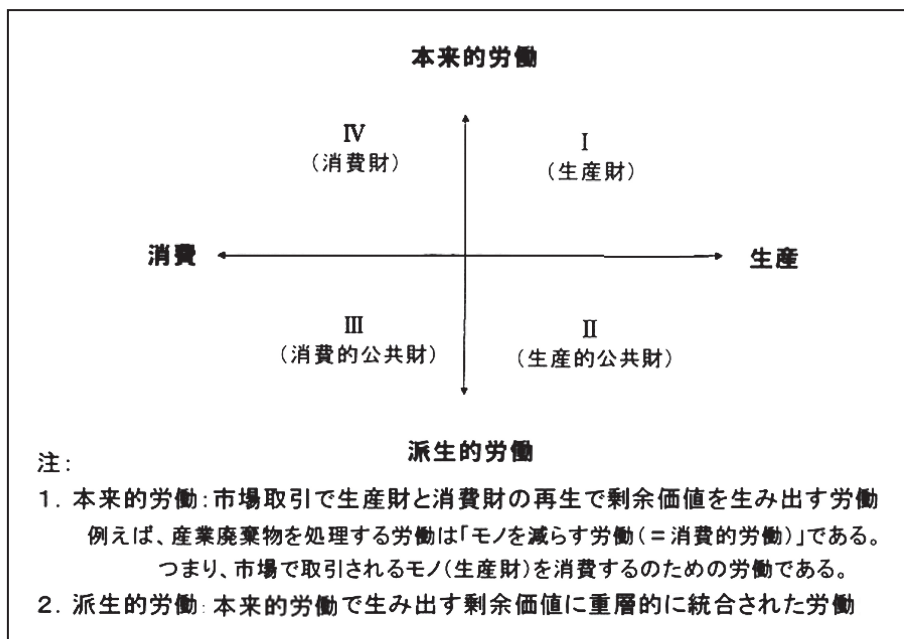 本来的労働
Ⅳ Ⅰ
（消費財） （生産財）
消費 生産
Ⅲ Ⅱ
（消費的公共財） （生産的公共財）
派生的労働
注：
１．本来的労働：市場取引で生産財と消費財の再生で剰余価値を生み出す労働
例えば、産業廃棄物を処理する労働は「モノを減らす労働（＝消費的労働）」である。
つまり、市場で取引されるモノ（生産財）を消費するのための労働である。
２．派生的労働：本来的労働で生み出す剰余価値に重層的に統合された労働